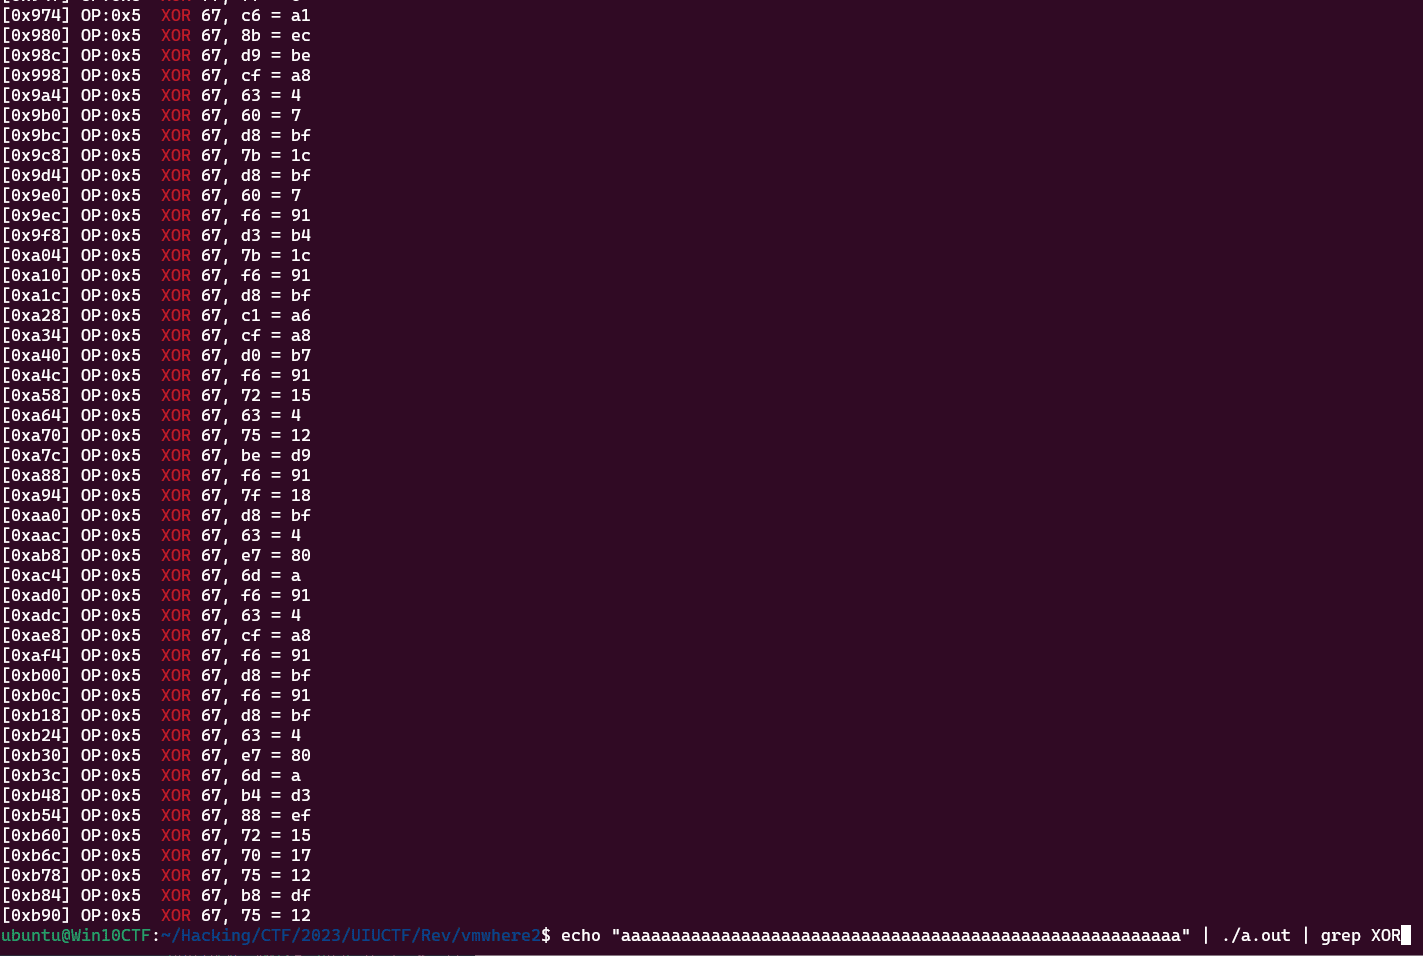 [0x974] OP:0x5  XOR 67, c6 = a1
[0x980] OP:0x5  XOR 67, 8b = ec
[0x98c] OP:0x5  XOR 67, d9 = be
[0x998] OP:0x5  XOR 67, cf = a8
[0x9a4] OP:0x5  XOR 67, 63 = 4
[0x9b0] OP:0x5  XOR 67, 60 = 7
[0x9bc] OP:0x5  XOR 67, d8 = bf
[0x9c8] OP:0x5  XOR 67, 7b = 1c
[0x9d4] OP:0x5  XOR 67, d8 = bf
[0x9e0] OP:0x5  XOR 67, 60 = 7
[0x9ec] OP:0x5  XOR 67, f6 = 91
[0x9f8] OP:0x5  XOR 67, d3 = b4
[0xa04] OP:0x5  XOR 67, 7b = 1c
[0xa10] OP:0x5  XOR 67, f6 = 91
[0xa1c] OP:0x5  XOR 67, d8 = bf
[0xa28] OP:0x5  XOR 67, c1 = a6
[0xa34] OP:0x5  XOR 67, cf = a8
[0xa40] OP:0x5  XOR 67, d0 = b7
[0xa4c] OP:0x5  XOR 67, f6 = 91
[0xa58] OP:0x5  XOR 67, 72 = 15
[0xa64] OP:0x5  XOR 67, 63 = 4
[0xa70] OP:0x5  XOR 67, 75 = 12
[0xa7c] OP:0x5  XOR 67, be = d9
[0xa88] OP:0x5  XOR 67, f6 = 91
[0xa94] OP:0x5  XOR 67, 7f = 18
[0xaa0] OP:0x5  XOR 67, d8 = bf
[0xaac] OP:0x5  XOR 67, 63 = 4
[0xab8] OP:0x5  XOR 67, e7 = 80
[0xac4] OP:0x5  XOR 67, 6d = a
[0xad0] OP:0x5  XOR 67, f6 = 91
[0xadc] OP:0x5  XOR 67, 63 = 4
[0xae8] OP:0x5  XOR 67, cf = a8
[0xaf4] OP:0x5  XOR 67, f6 = 91
[0xb00] OP:0x5  XOR 67, d8 = bf
[0xb0c] OP:0x5  XOR 67, f6 = 91
[0xb18] OP:0x5  XOR 67, d8 = bf
[0xb24] OP:0x5  XOR 67, 63 = 4
[0xb30] OP:0x5  XOR 67, e7 = 80
[0xb3c] OP:0x5  XOR 67, 6d = a
[0xb48] OP:0x5  XOR 67, b4 = d3
[0xb54] OP:0x5  XOR 67, 88 = ef
[0xb60] OP:0x5  XOR 67, 72 = 15
[0xb6c] OP:0x5  XOR 67, 70 = 17
[0xb78] OP:0x5  XOR 67, 75 = 12
[0xb84] OP:0x5  XOR 67, b8 = df
[0xb90] OP:0x5  XOR 67, 75 = 12
ubuntu@Win10CTF:~/Hacking/CTF/2023/UIUCTF/Rev/vmwhere2$ echo "aaaaaaaaaaaaaaaaaaaaaaaaaaaaaaaaaaaaaaaaaaaaaaaaaaaaaaaa" | ./a.out | grep XOR